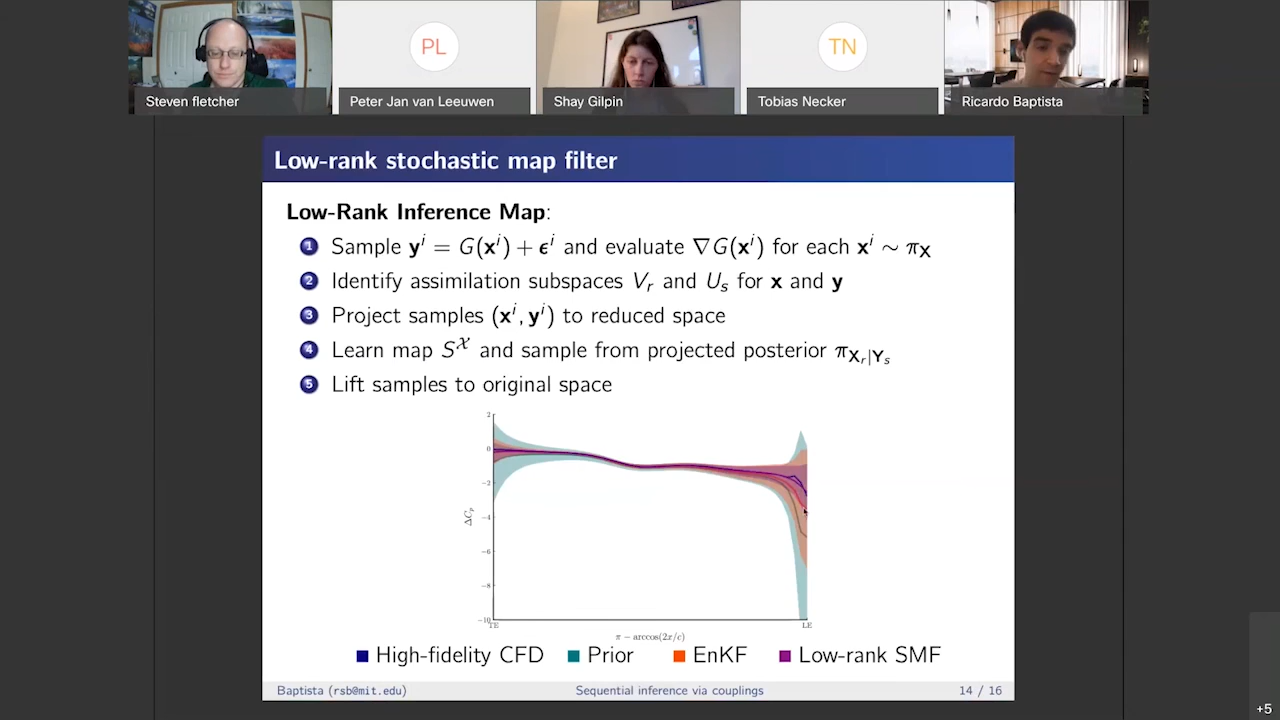 PL
TN
Steven fletcher
Peter Jan van Leeuwen
Shay Gilpin
Tobias Necker
Ricardo Baptista
Low-rank stochastic map filter
Low-Rank Inference Map:
1 Sample yⁱ = G(xⁱ) + ϵⁱ and evaluate ∇G(xⁱ) for each xⁱ ∼ π_X
2 Identify assimilation subspaces V_r and U_s for x and y
3 Project samples (xⁱ, yⁱ) to reduced space
4 Learn map S^𝒳 and sample from projected posterior π_{X_r|Y_s}
5 Lift samples to original space
2
0
−2
−4
−6
−8
−10
ΔC_p
TE
LE
π − arccos(2x/c)
High-fidelity CFD
Prior
EnKF
Low-rank SMF
Baptista (rsb@mit.edu)
Sequential inference via couplings
14 / 16
+5